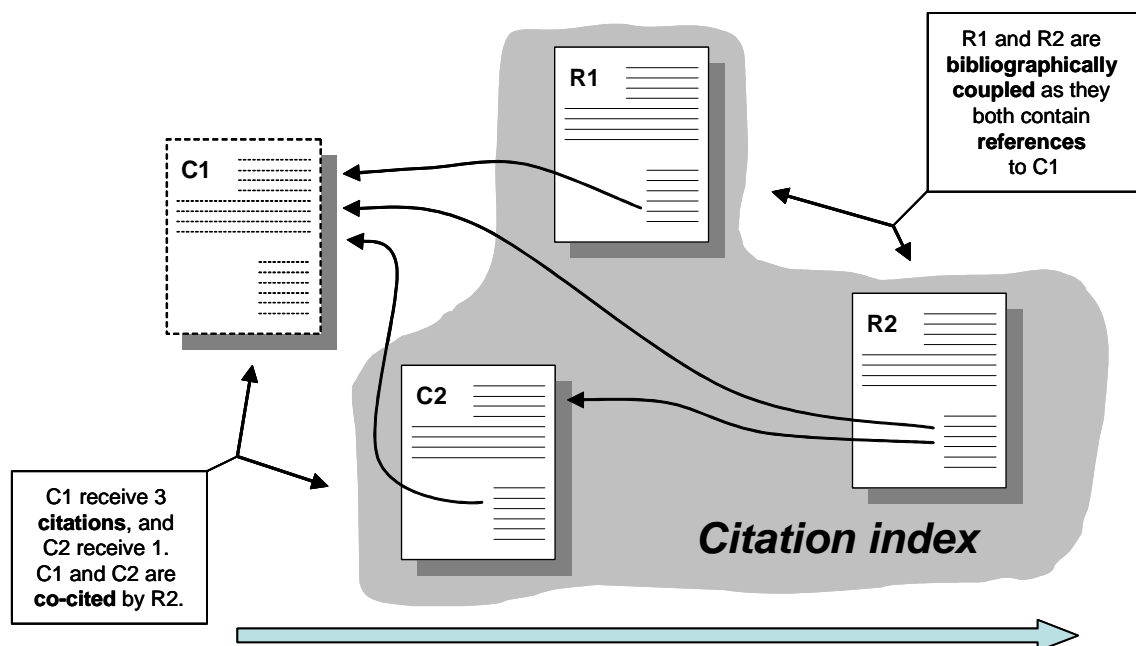 R1
R1 and R2 are
bibliographically
coupled as they
both contain
references
to C1
C1
R2
C2
C1 receive 3
citations, and
C2 receive 1.
C1 and C2 are
co-cited by R2.
Citation index